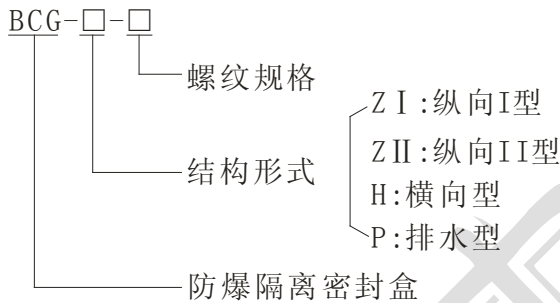 BCG-□-□
螺纹规格
ZⅠ:纵向I型
ZⅡ:纵向II型
结构形式
H:横向型
P:排水型
防爆隔离密封盒